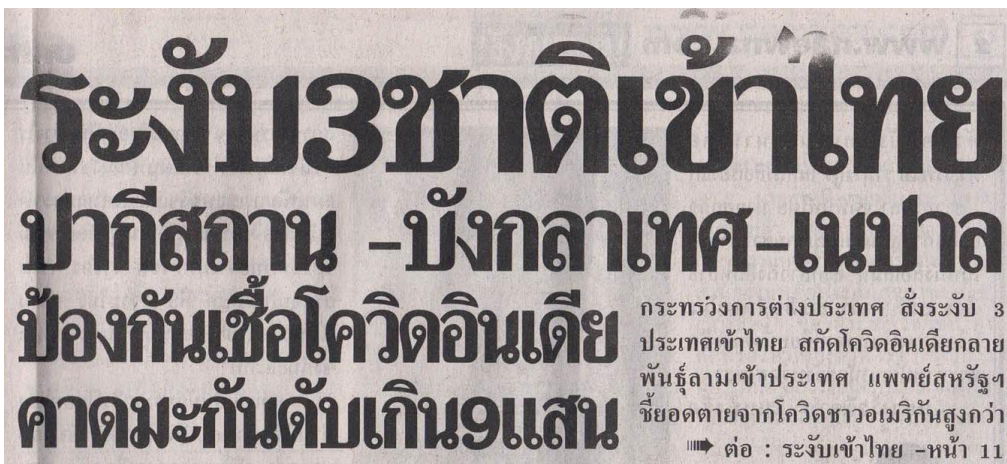 ระงับ3ชาติเข้าไทย
ปากีสถาน -บังกลาเทศ-เนปาล
ป้องกันเชื้อโควิดอินเดีย
คาดมะกันดับเกิน9แสน
กระทรวงการต่างประเทศ สั่งระงับ 3
ประเทศเข้าไทย สกัดโควิดอินเดียกลาย
พันธุ์ลามเข้าประเทศ แพทย์สหรัฐฯ
ชี้ยอดตายจากโควิดชาวอเมริกันสูงกว่า
➠ ต่อ : ระงับเข้าไทย -หน้า 11